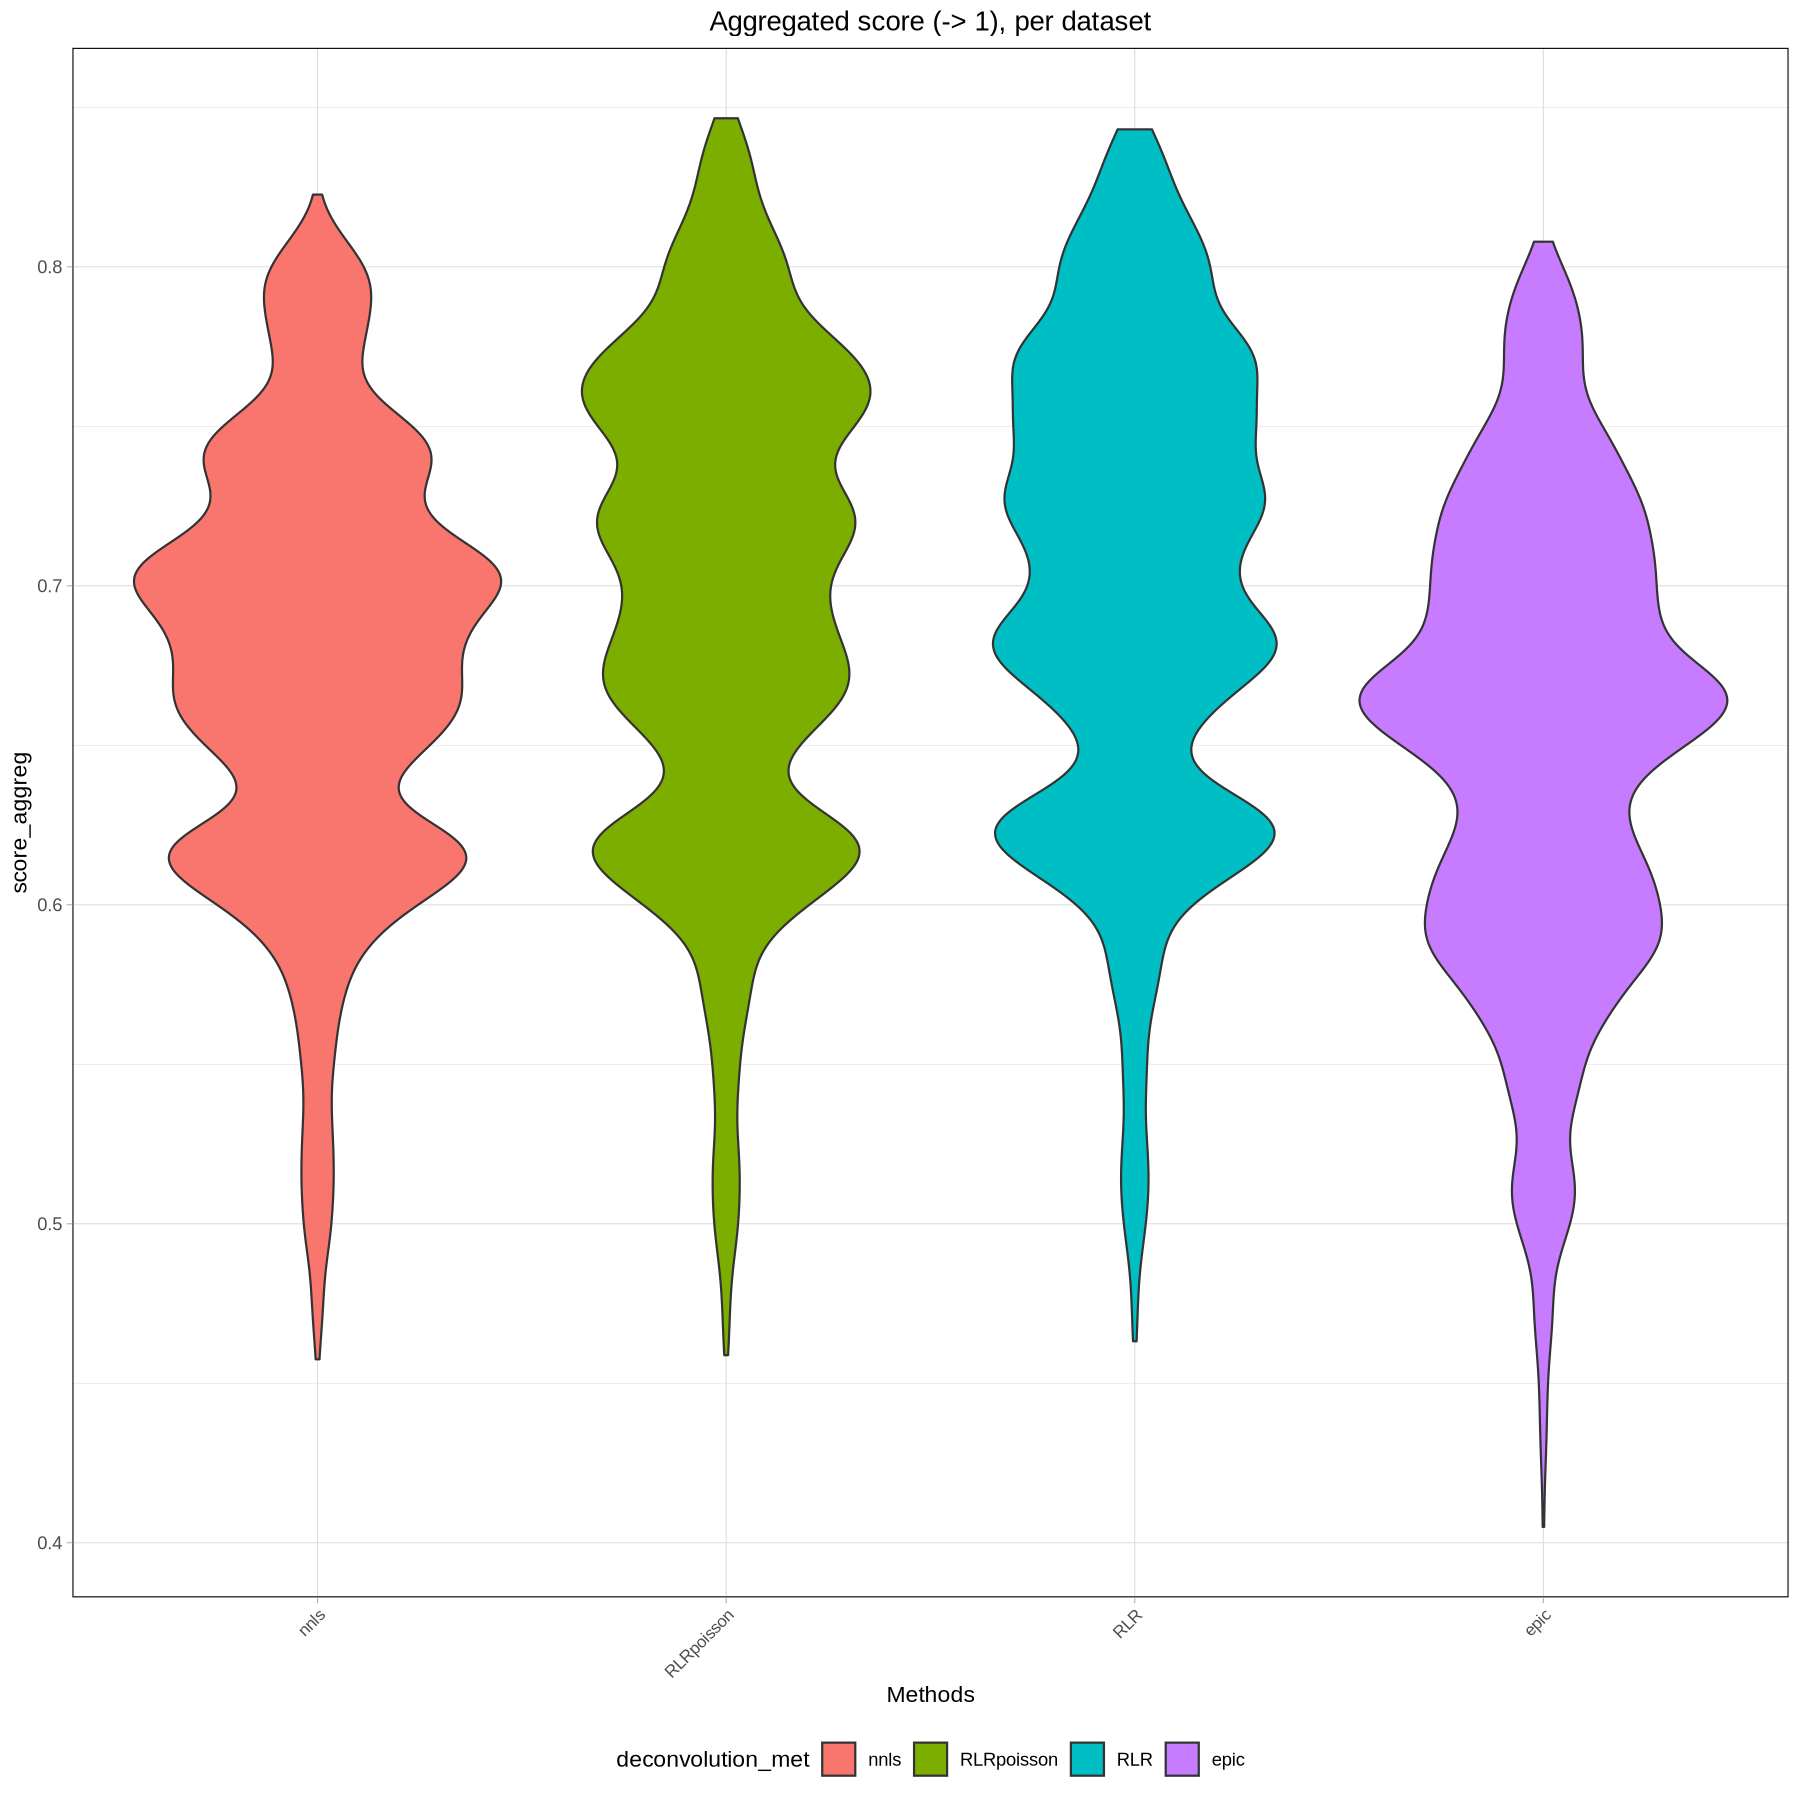 Aggregated score (-> 1), per dataset
score_aggreg
0.8
0.7
0.6
0.5
0.4
nnls
RLRpoisson
RLR
epic
Methods
deconvolution_met nnls RLRpoisson RLR epic